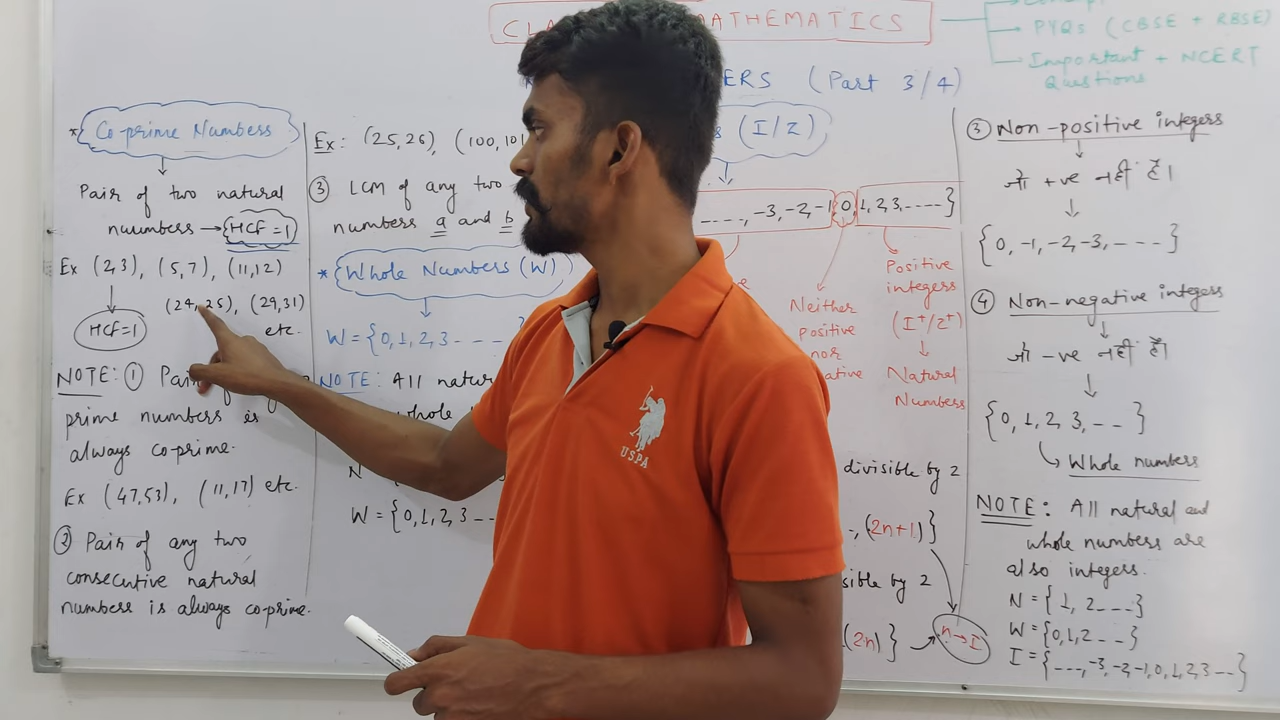 MATHEMATICS
Concept
PYQs (CBSE + RBSE)
Important + NCERT
Questions
(Part 3/4)
* Co-prime Numbers
Pair of two natural
numbers → HCF = 1
Ex (2,3), (5,7), (11,12)
(24,25), (29,31)
etc.
HCF=1
NOTE: ①
prime numbers is
always co-prime.
Ex (47,53), (11,17) etc.
② Pair of any two
consecutive natural
numbers is always co-prime.
Ex: (25,26), (100,101
③ LCM of any two
numbers a and b
* Whole Numbers (W)
W = {0,1,2,3 - - -
NOTE: All natur
whole
N
W = {0,1,2,3 - -
(I/Z)
- - - -, -3,-2,-1,0,1,2,3,- - - - -}
Neither
positive
nor
ative
Positive
integers
(I⁺/Z⁺)
↓
Natural
Numbers
divisible by 2
(2n+1)}
sible by 2
(2n)}
n→I
③ Non-positive integers
जो +ve नहीं हैं।
{0,-1,-2,-3,- - - -}
④ Non-negative integers
जो -ve नहीं हैं।
{0,1,2,3,- - -}
Whole numbers
NOTE: All natural and
whole numbers are
also integers.
N = {1, 2 - - - -}
W = {0,1,2 - - -}
I = {- - - -,-3,-2,-1,0,1,2,3 - - -}
USPA